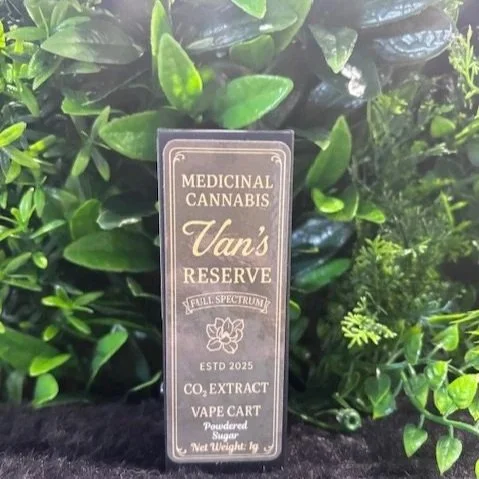 MEDICINAL
CANNABIS
Van's
RESERVE
FULL SPECTRUM
ESTD 2025
CO₂ EXTRACT
VAPE CART
Powdered
Sugar
Net Weight: 1g